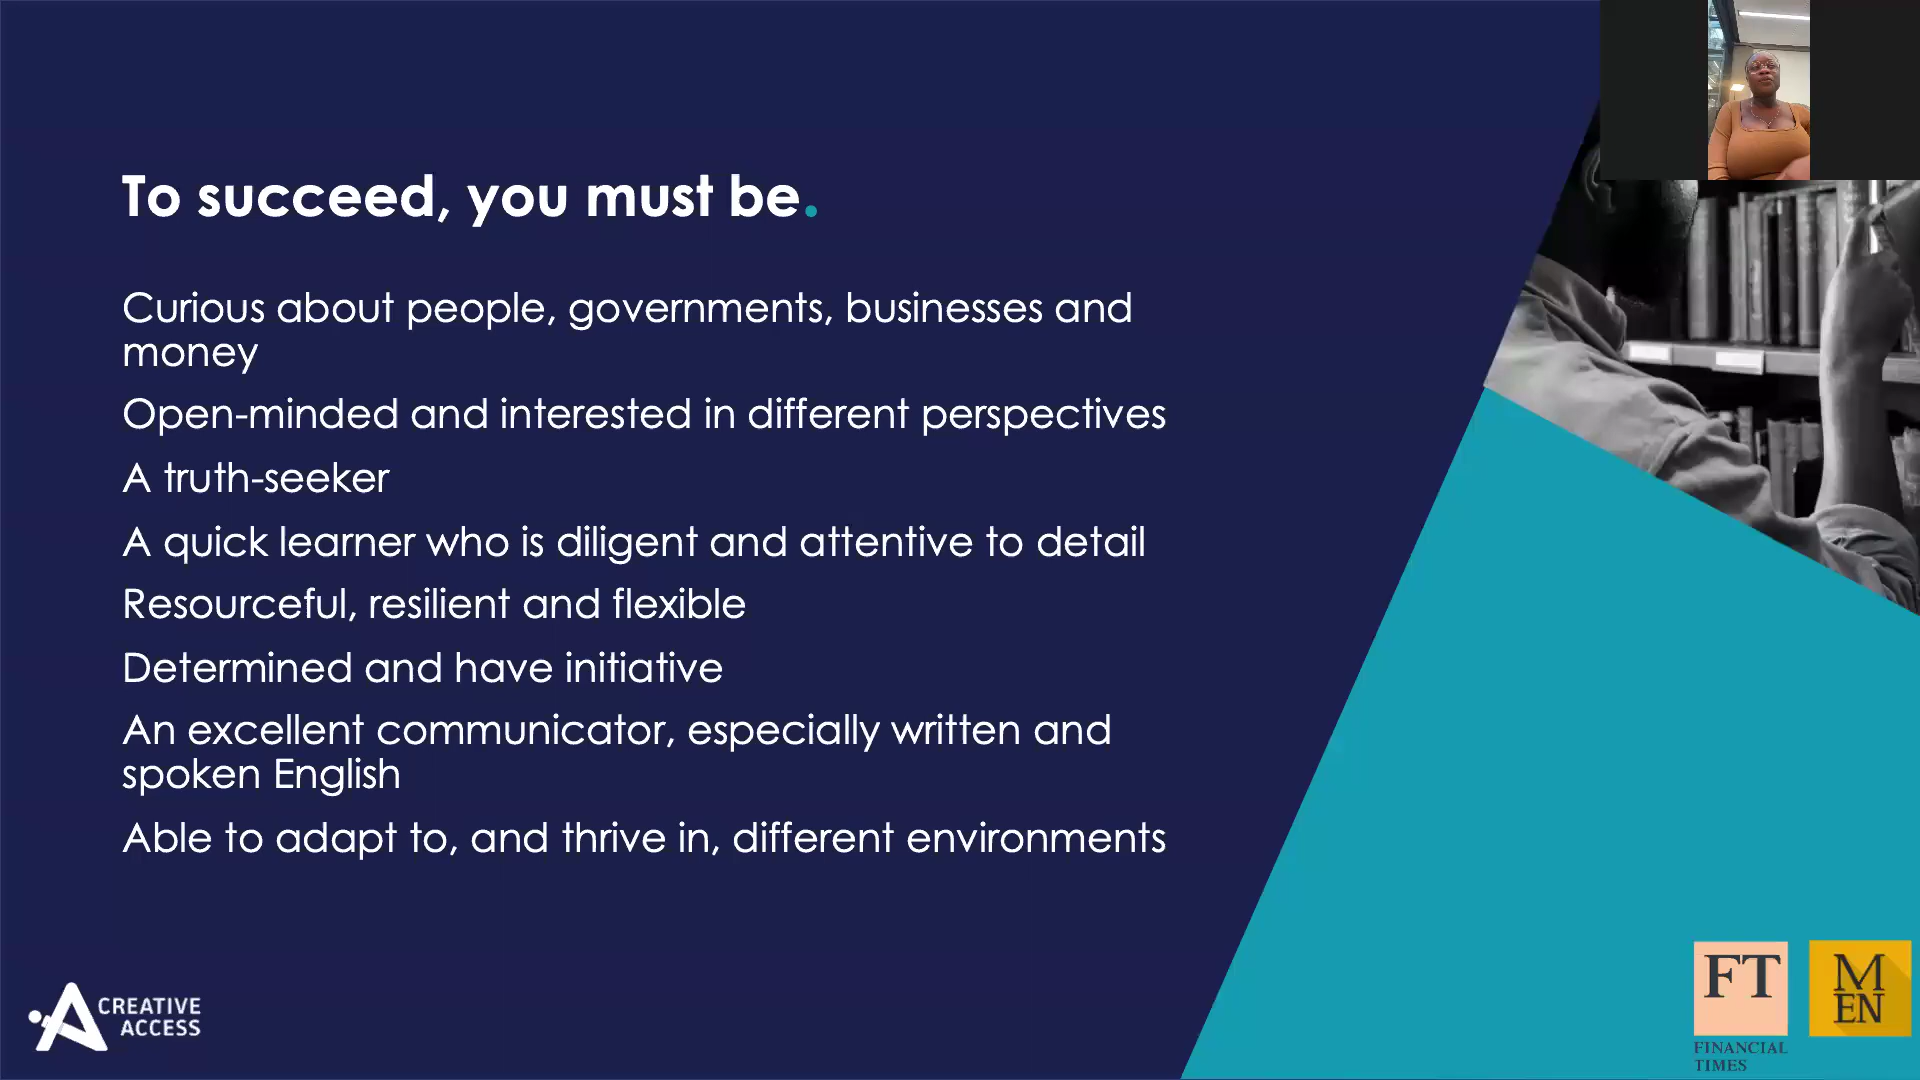 To succeed, you must be.
Curious about people, governments, businesses and
money
Open-minded and interested in different perspectives
A truth-seeker
A quick learner who is diligent and attentive to detail
Resourceful, resilient and flexible
Determined and have initiative
An excellent communicator, especially written and
spoken English
Able to adapt to, and thrive in, different environments
CREATIVE
ACCESS
FT
FINANCIAL
TIMES
M
EN